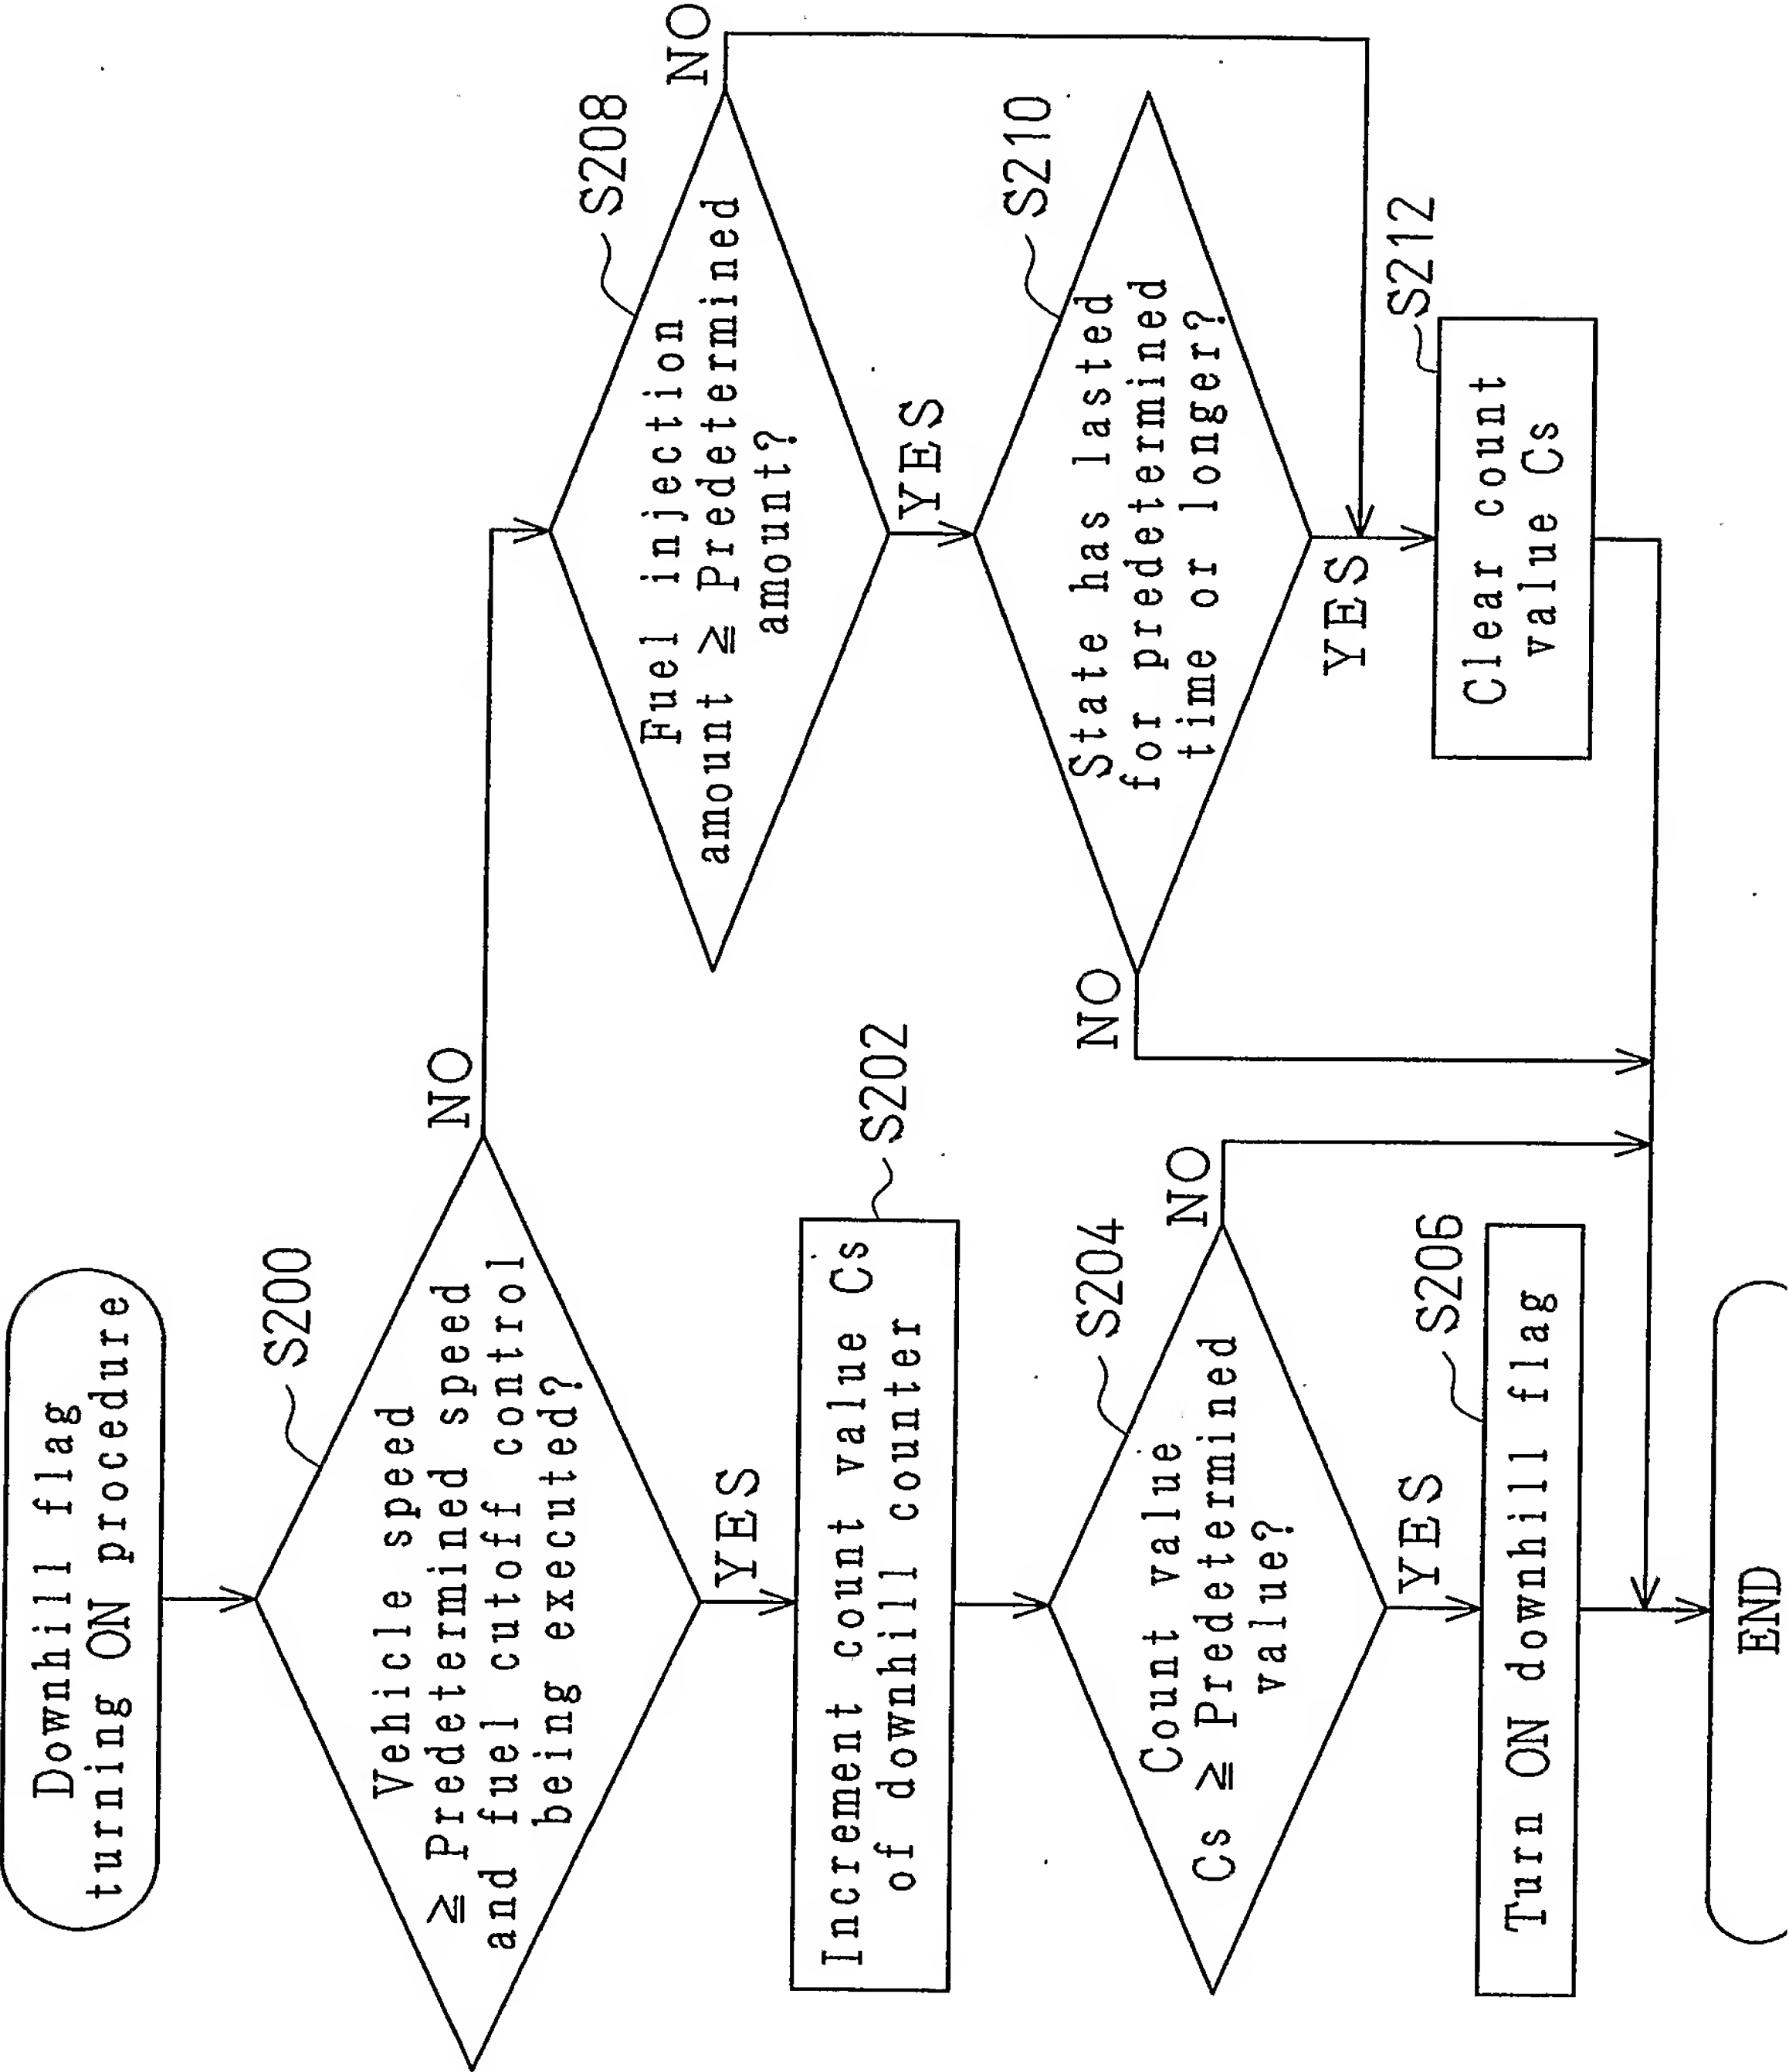 Downhill flag
turning ON procedure
S200
Vehicle speed
≧ Predetermined speed
and fuel cutoff control
being executed?
NO
YES
S202
Increment count value Cs
of downhill counter
S204
Count value
Cs ≧ Predetermined
value?
NO
YES
S206
Turn ON downhill flag
END
S208
Fuel injection
amount ≧ Predetermined
amount?
NO
YES
S210
State has lasted
for predetermined
time or longer?
NO
YES
S212
Clear count
value Cs